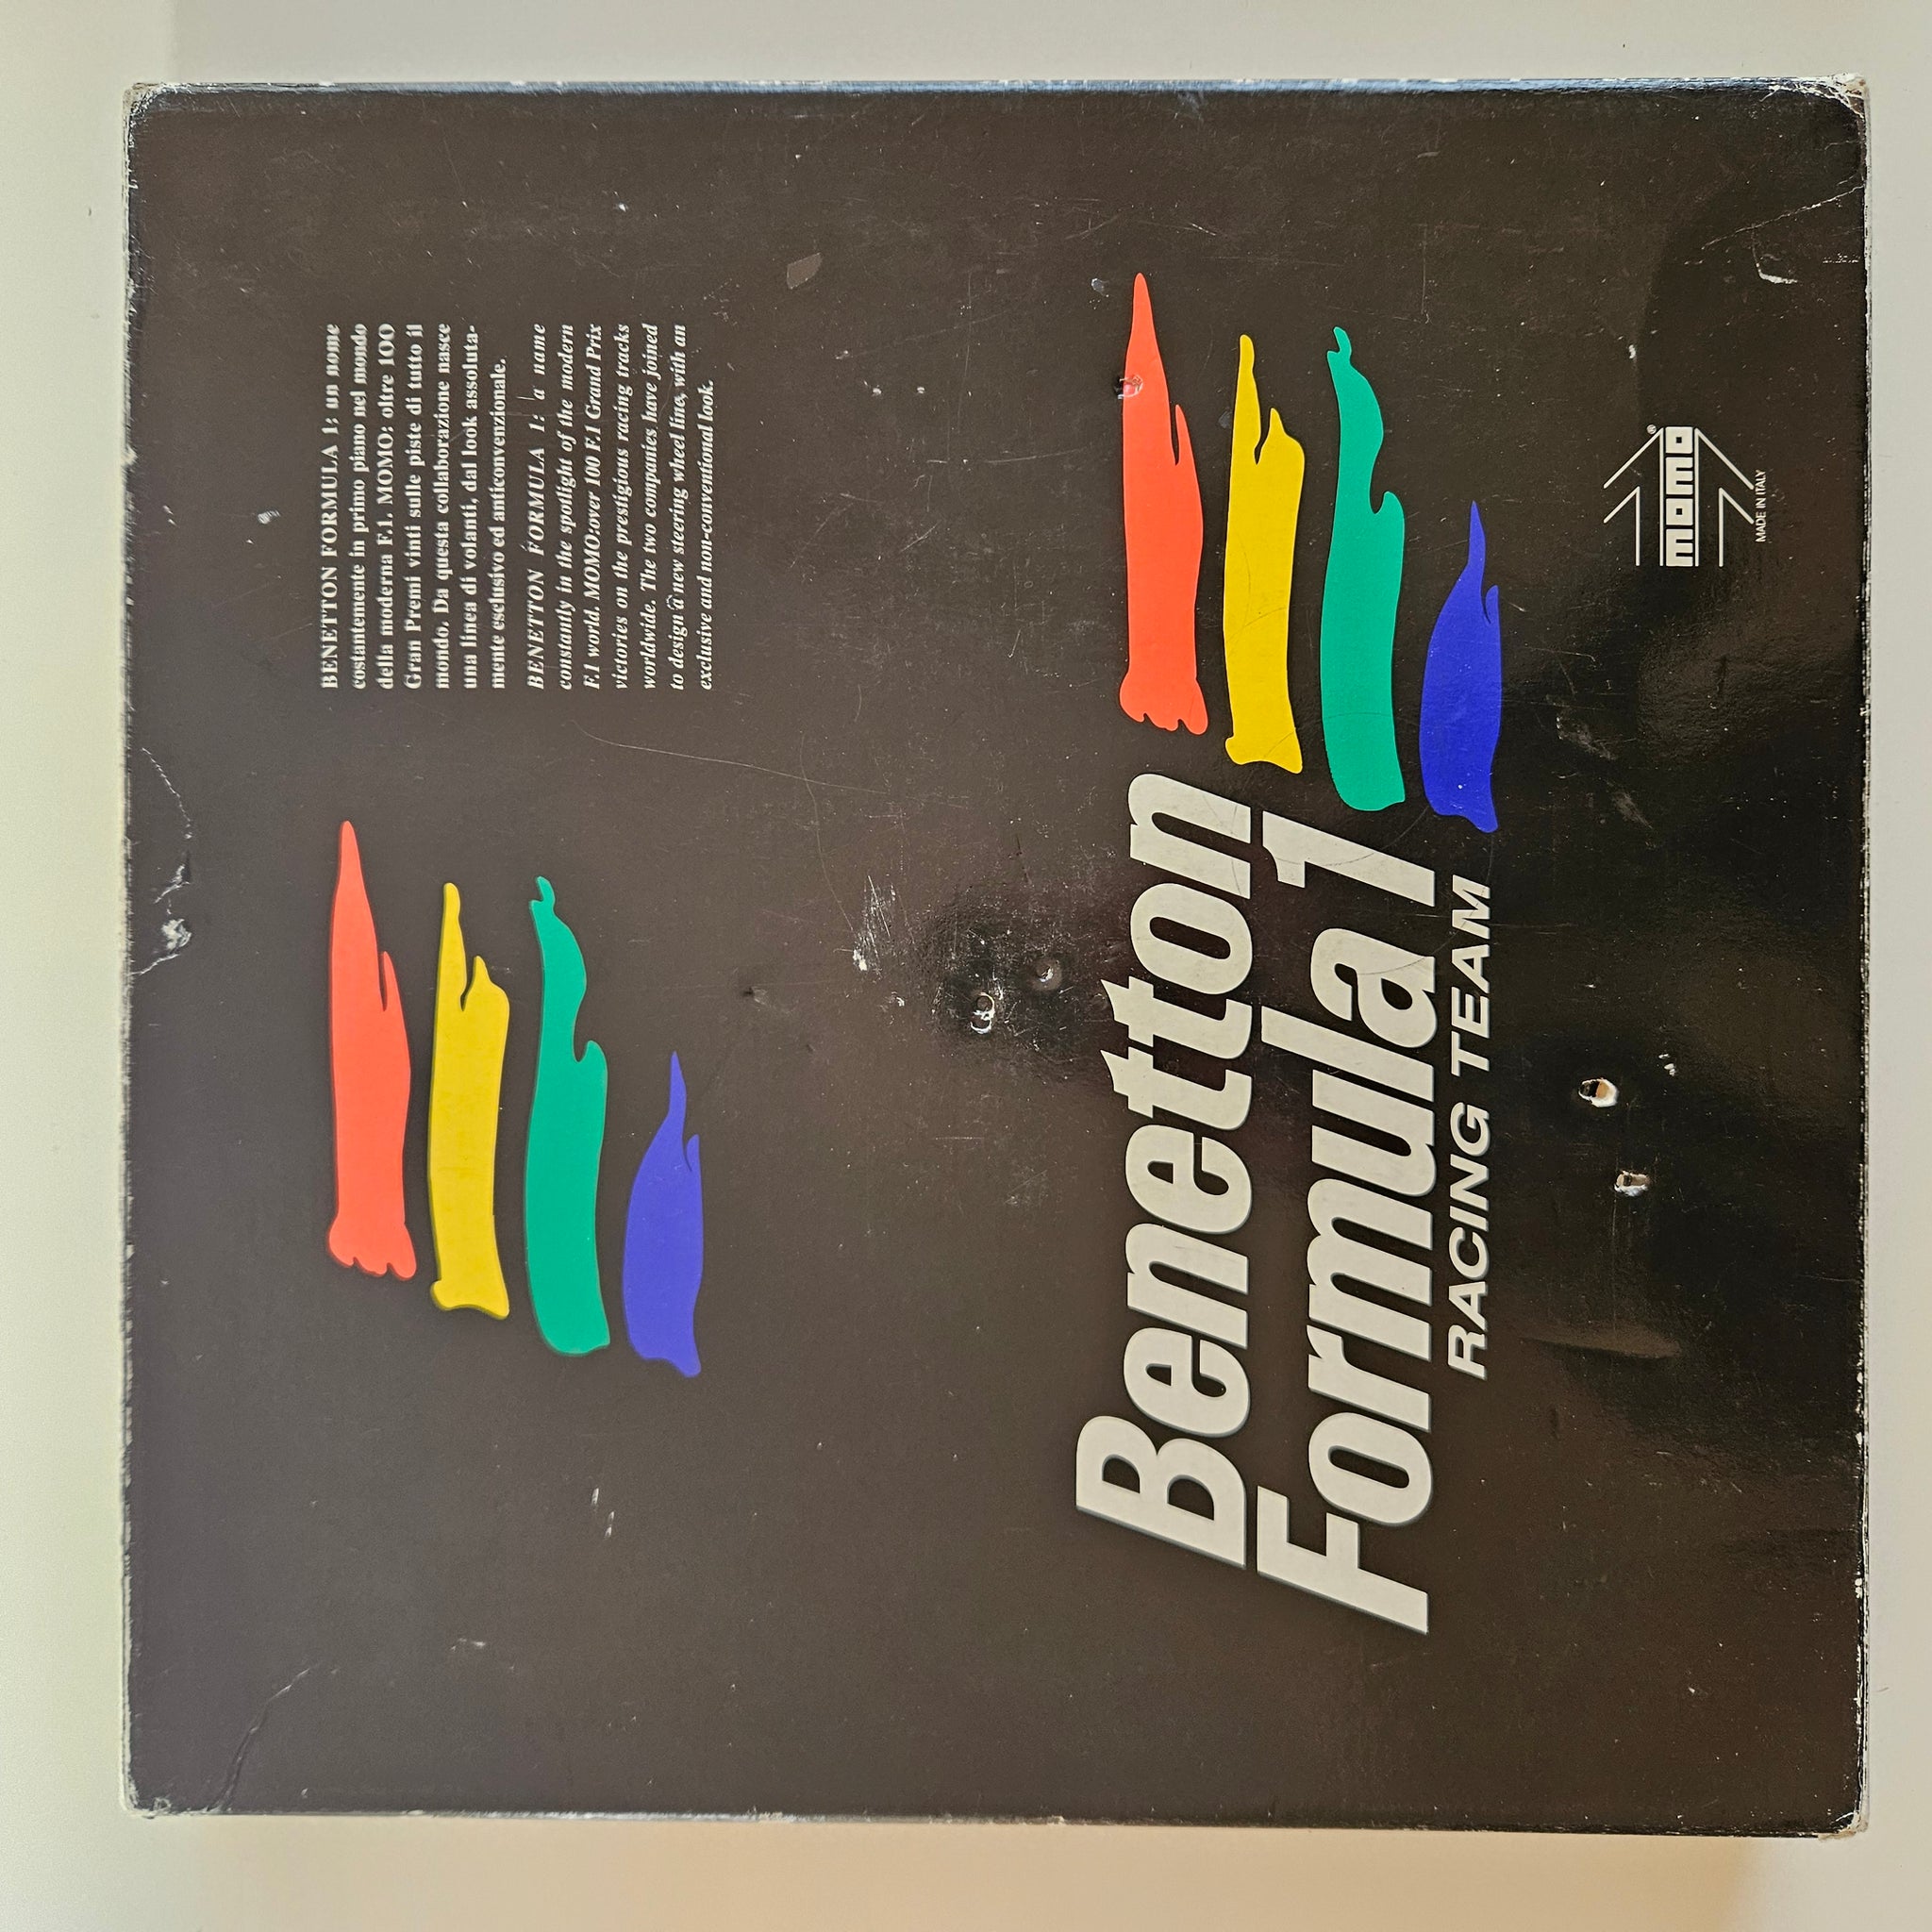 BENETTON FORMULA 1: un nome
costantemente in primo piano nel mondo
della moderna F.1. MOMO: oltre 100
Gran Premi vinti sulle piste di tutto il
mondo. Da questa collaborazione nasce
una linea di volanti, dal look assoluta-
mente esclusivo ed anticonvenzionale.
BENETTON FORMULA 1: a name
constantly in the spotlight of the modern
F.1 world. MOMO:over 100 F.1 Grand Prix
victories on the prestigious racing tracks
worldwide. The two companies have joined
to design a new steering wheel line, with an
exclusive and non-conventional look.
Benetton
Formula 1
RACING TEAM
MOMO®
MADE IN ITALY